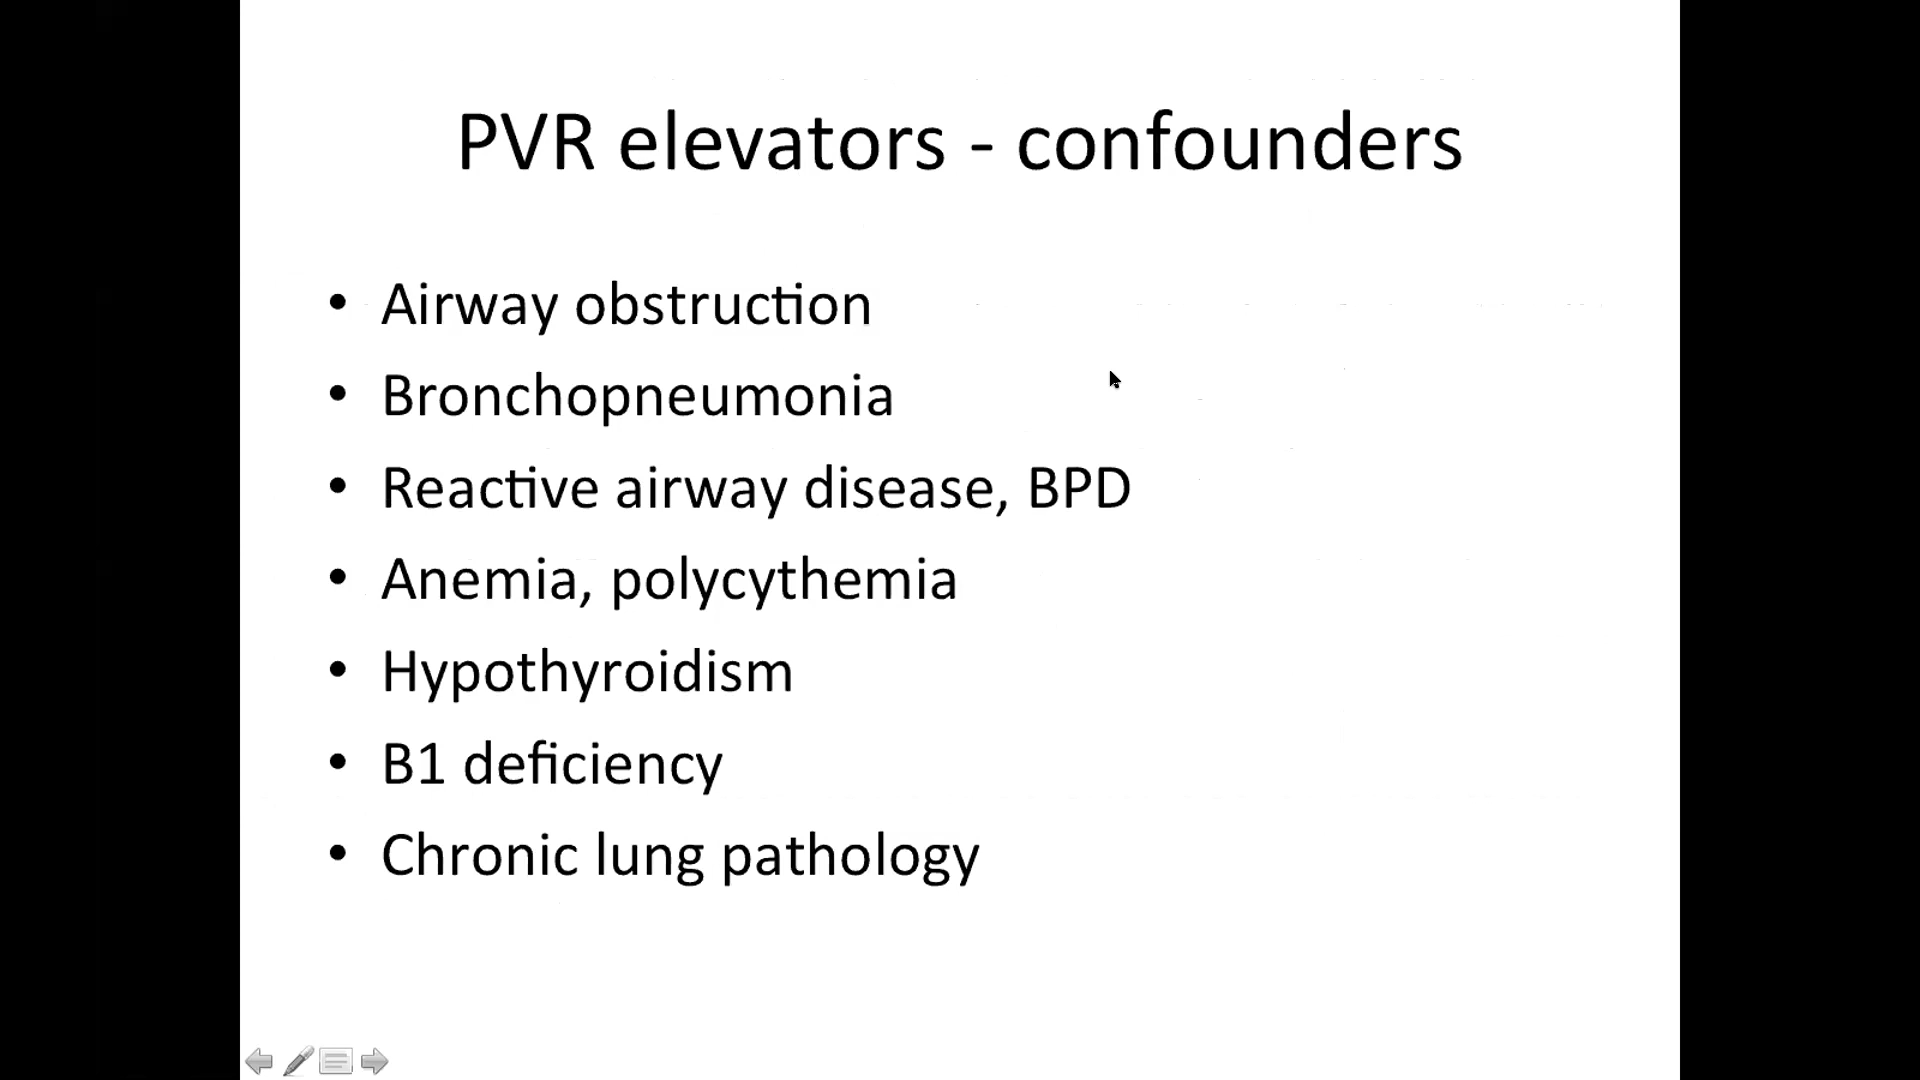 PVR elevators - confounders
• Airway obstruction
• Bronchopneumonia
• Reactive airway disease, BPD
• Anemia, polycythemia
• Hypothyroidism
• B1 deficiency
• Chronic lung pathology